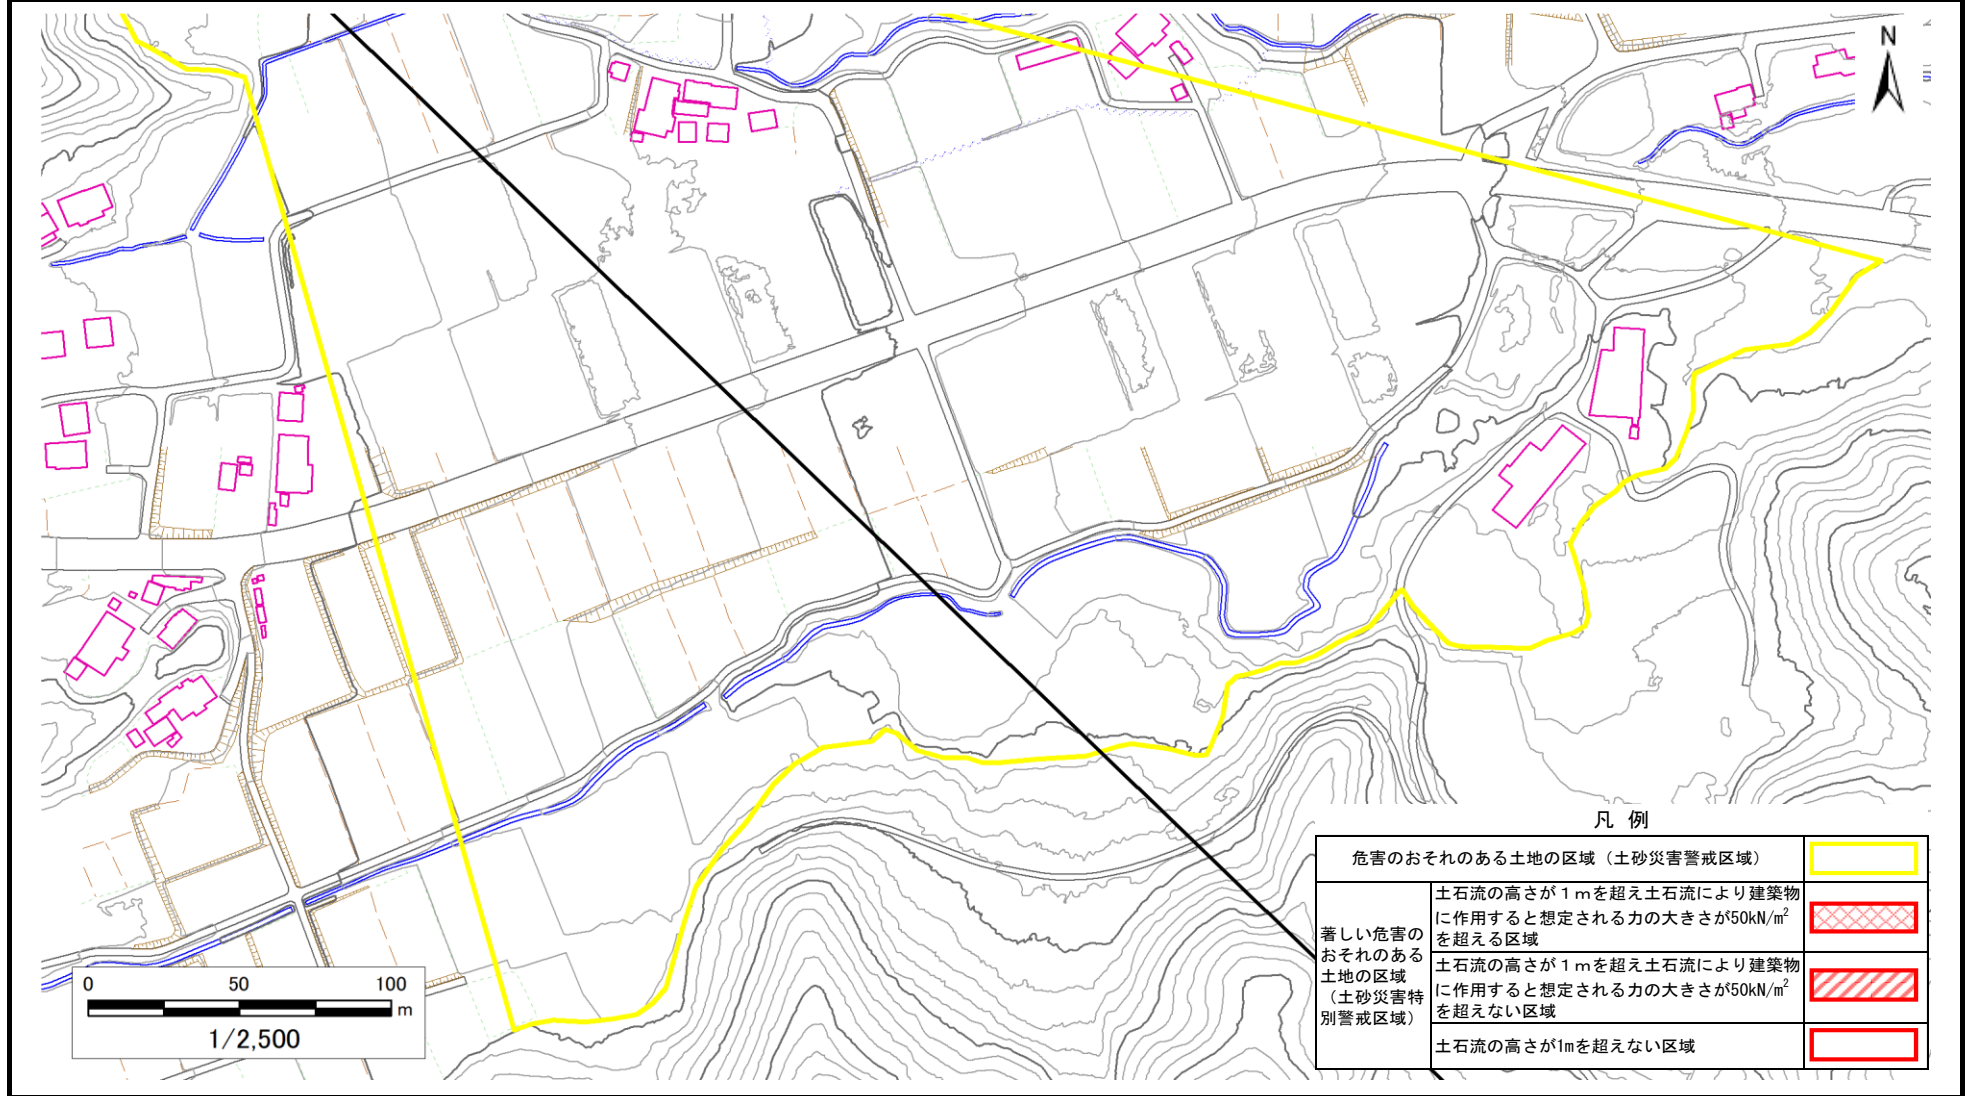 N
凡 例
危害のおそれのある土地の区域（土砂災害警戒区域）
著しい危害の
おそれのある
土地の区域
（土砂災害特
別警戒区域）
土石流の高さが１ｍを超え土石流により建築物
に作用すると想定される力の大きさが50kN/m²
を超える区域
土石流の高さが１ｍを超え土石流により建築物
に作用すると想定される力の大きさが50kN/m²
を超えない区域
土石流の高さが1mを超えない区域
0 50 100
m
1/2,500